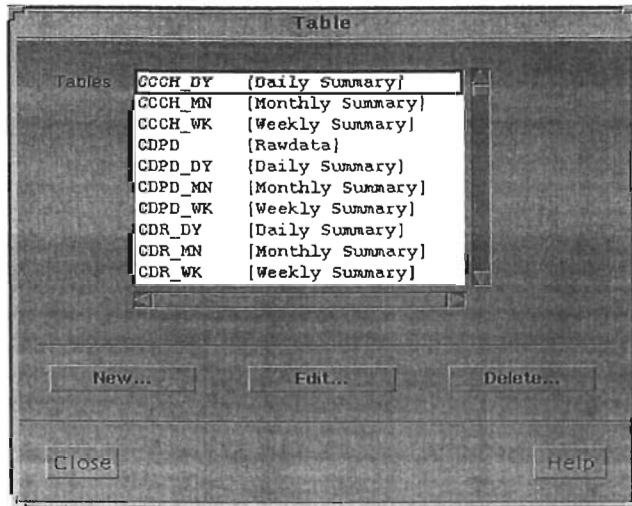 Table
Tables
CCCH_DY {Daily Summary}
CCCH_MN {Monthly Summary}
CCCH_WK {Weekly Summary}
CDPD {Rawdata}
CDPD_DY {Daily Summary}
CDPD_MN {Monthly Summary}
CDPD_WK {Weekly Summary}
CDR_DY {Daily Summary}
CDR_MN {Monthly Summary}
CDR_WK {Weekly Summary}
New... Edit... Delete...
Close Help